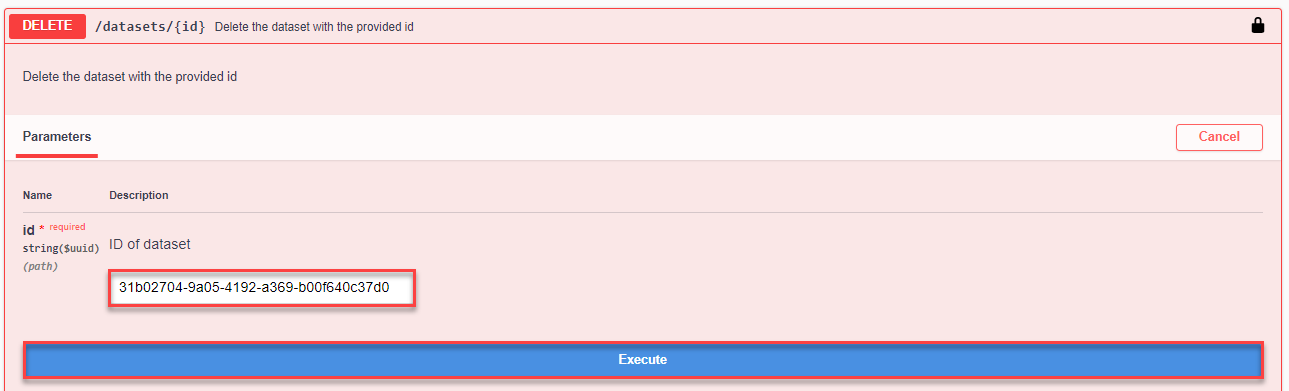 DELETE /datasets/{id} Delete the dataset with the provided id
Delete the dataset with the provided id
Parameters Cancel
Name Description
id * required
string($uuid) ID of dataset
(path)
31b02704-9a05-4192-a369-b00f640c37d0
Execute